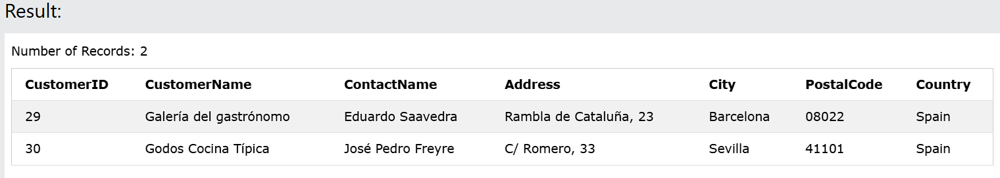 Result:
Number of Records: 2
CustomerID CustomerName ContactName Address City PostalCode Country
29 Galería del gastrónomo Eduardo Saavedra Rambla de Cataluña, 23 Barcelona 08022 Spain
30 Godos Cocina Típica José Pedro Freyre C/ Romero, 33 Sevilla 41101 Spain